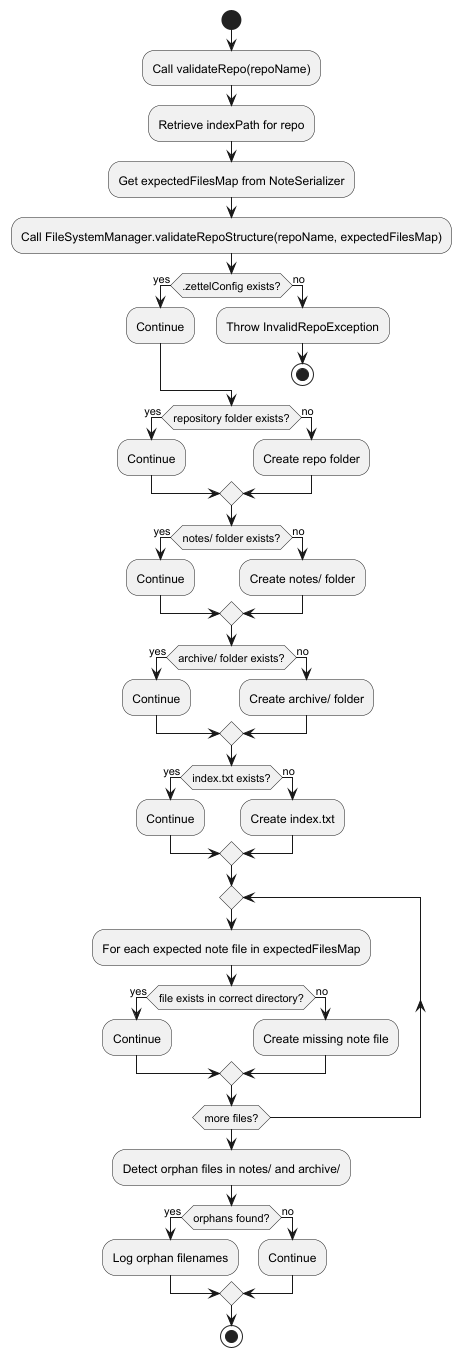 Call validateRepo(repoName)
Retrieve indexPath for repo
Get expectedFilesMap from NoteSerializer
Call FileSystemManager.validateRepoStructure(repoName, expectedFilesMap)
yes
.zettelConfig exists?
no
Continue
Throw InvalidRepoException
yes
repository folder exists?
no
Continue
Create repo folder
yes
notes/ folder exists?
no
Continue
Create notes/ folder
yes
archive/ folder exists?
no
Continue
Create archive/ folder
yes
index.txt exists?
no
Continue
Create index.txt
For each expected note file in expectedFilesMap
yes
file exists in correct directory?
no
Continue
Create missing note file
more files?
Detect orphan files in notes/ and archive/
yes
orphans found?
no
Log orphan filenames
Continue